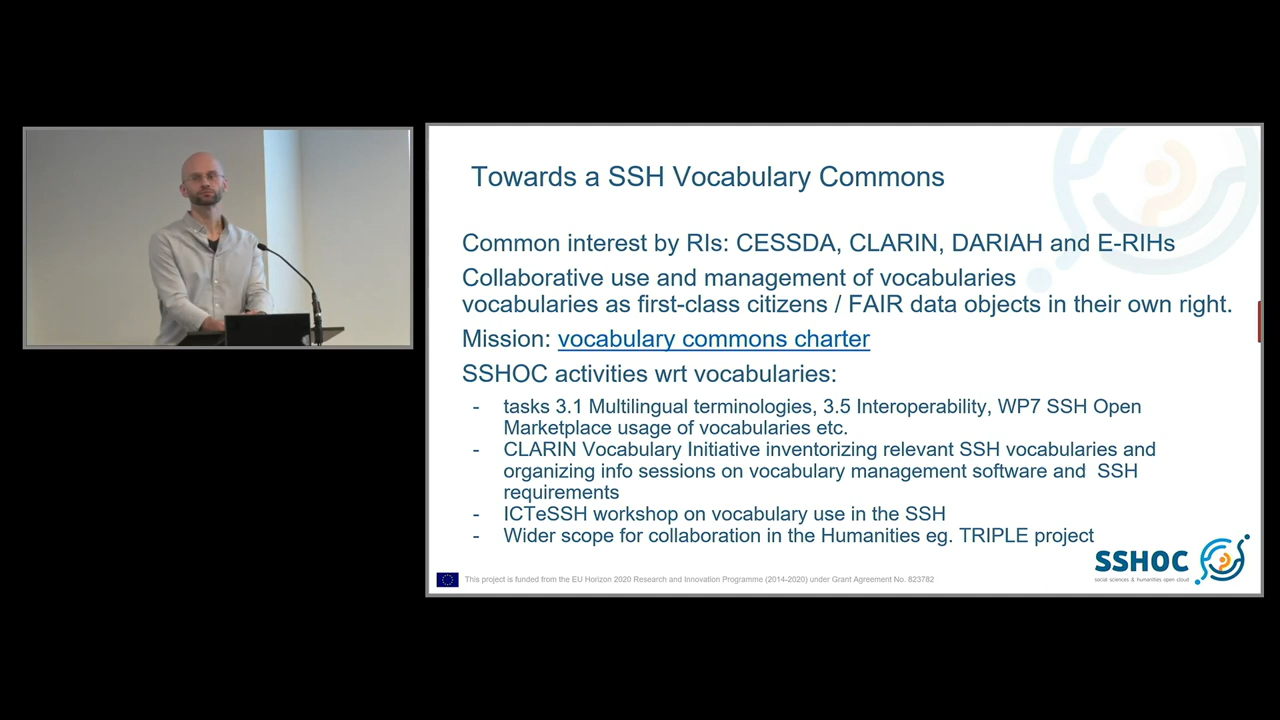 Towards a SSH Vocabulary Commons
Common interest by RIs: CESSDA, CLARIN, DARIAH and E-RIHs
Collaborative use and management of vocabularies
vocabularies as first-class citizens / FAIR data objects in their own right.
Mission: vocabulary commons charter
SSHOC activities wrt vocabularies:
- tasks 3.1 Multilingual terminologies, 3.5 Interoperability, WP7 SSH Open
Marketplace usage of vocabularies etc.
- CLARIN Vocabulary Initiative inventorizing relevant SSH vocabularies and
organizing info sessions on vocabulary management software and  SSH
requirements
- ICTeSSH workshop on vocabulary use in the SSH
- Wider scope for collaboration in the Humanities eg. TRIPLE project
SSHOC
social sciences & humanities open cloud
This project is funded from the EU Horizon 2020 Research and Innovation Programme (2014-2020) under Grant Agreement No. 823782